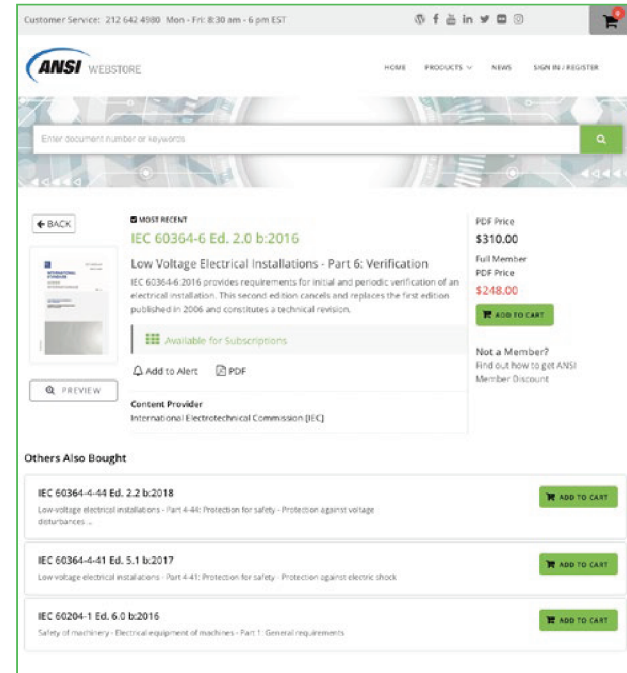 Customer Service: 212 642 4980 Mon - Fri: 8:30 am - 6 pm EST
0
ANSI WEBSTORE
HOME PRODUCTS NEWS SIGN IN / REGISTER
Enter document number or keywords
BACK
MOST RECENT
IEC 60364-6 Ed. 2.0 b:2016
Low Voltage Electrical Installations - Part 6: Verification
IEC 60364-6:2016 provides requirements for initial and periodic verification of an
electrical installation. This second edition cancels and replaces the first edition
published in 2006 and constitutes a technical revision.
Available for Subscriptions
Add to Alert PDF
Content Provider
International Electrotechnical Commission [IEC]
INTERNATIONAL
STANDARD
PREVIEW
PDF Price
$310.00
Full Member
PDF Price
$248.00
ADD TO CART
Not a Member?
Find out how to get ANSI
Member Discount
Others Also Bought
IEC 60364-4-44 Ed. 2.2 b:2018
Low-voltage electrical installations - Part 4-44: Protection for safety - Protection against voltage
disturbances ...
ADD TO CART
IEC 60364-4-41 Ed. 5.1 b:2017
Low-voltage electrical installations - Part 4-41: Protection for safety - Protection against electric shock
ADD TO CART
IEC 60204-1 Ed. 6.0 b:2016
Safety of machinery - Electrical equipment of machines - Part 1: General requirements
ADD TO CART